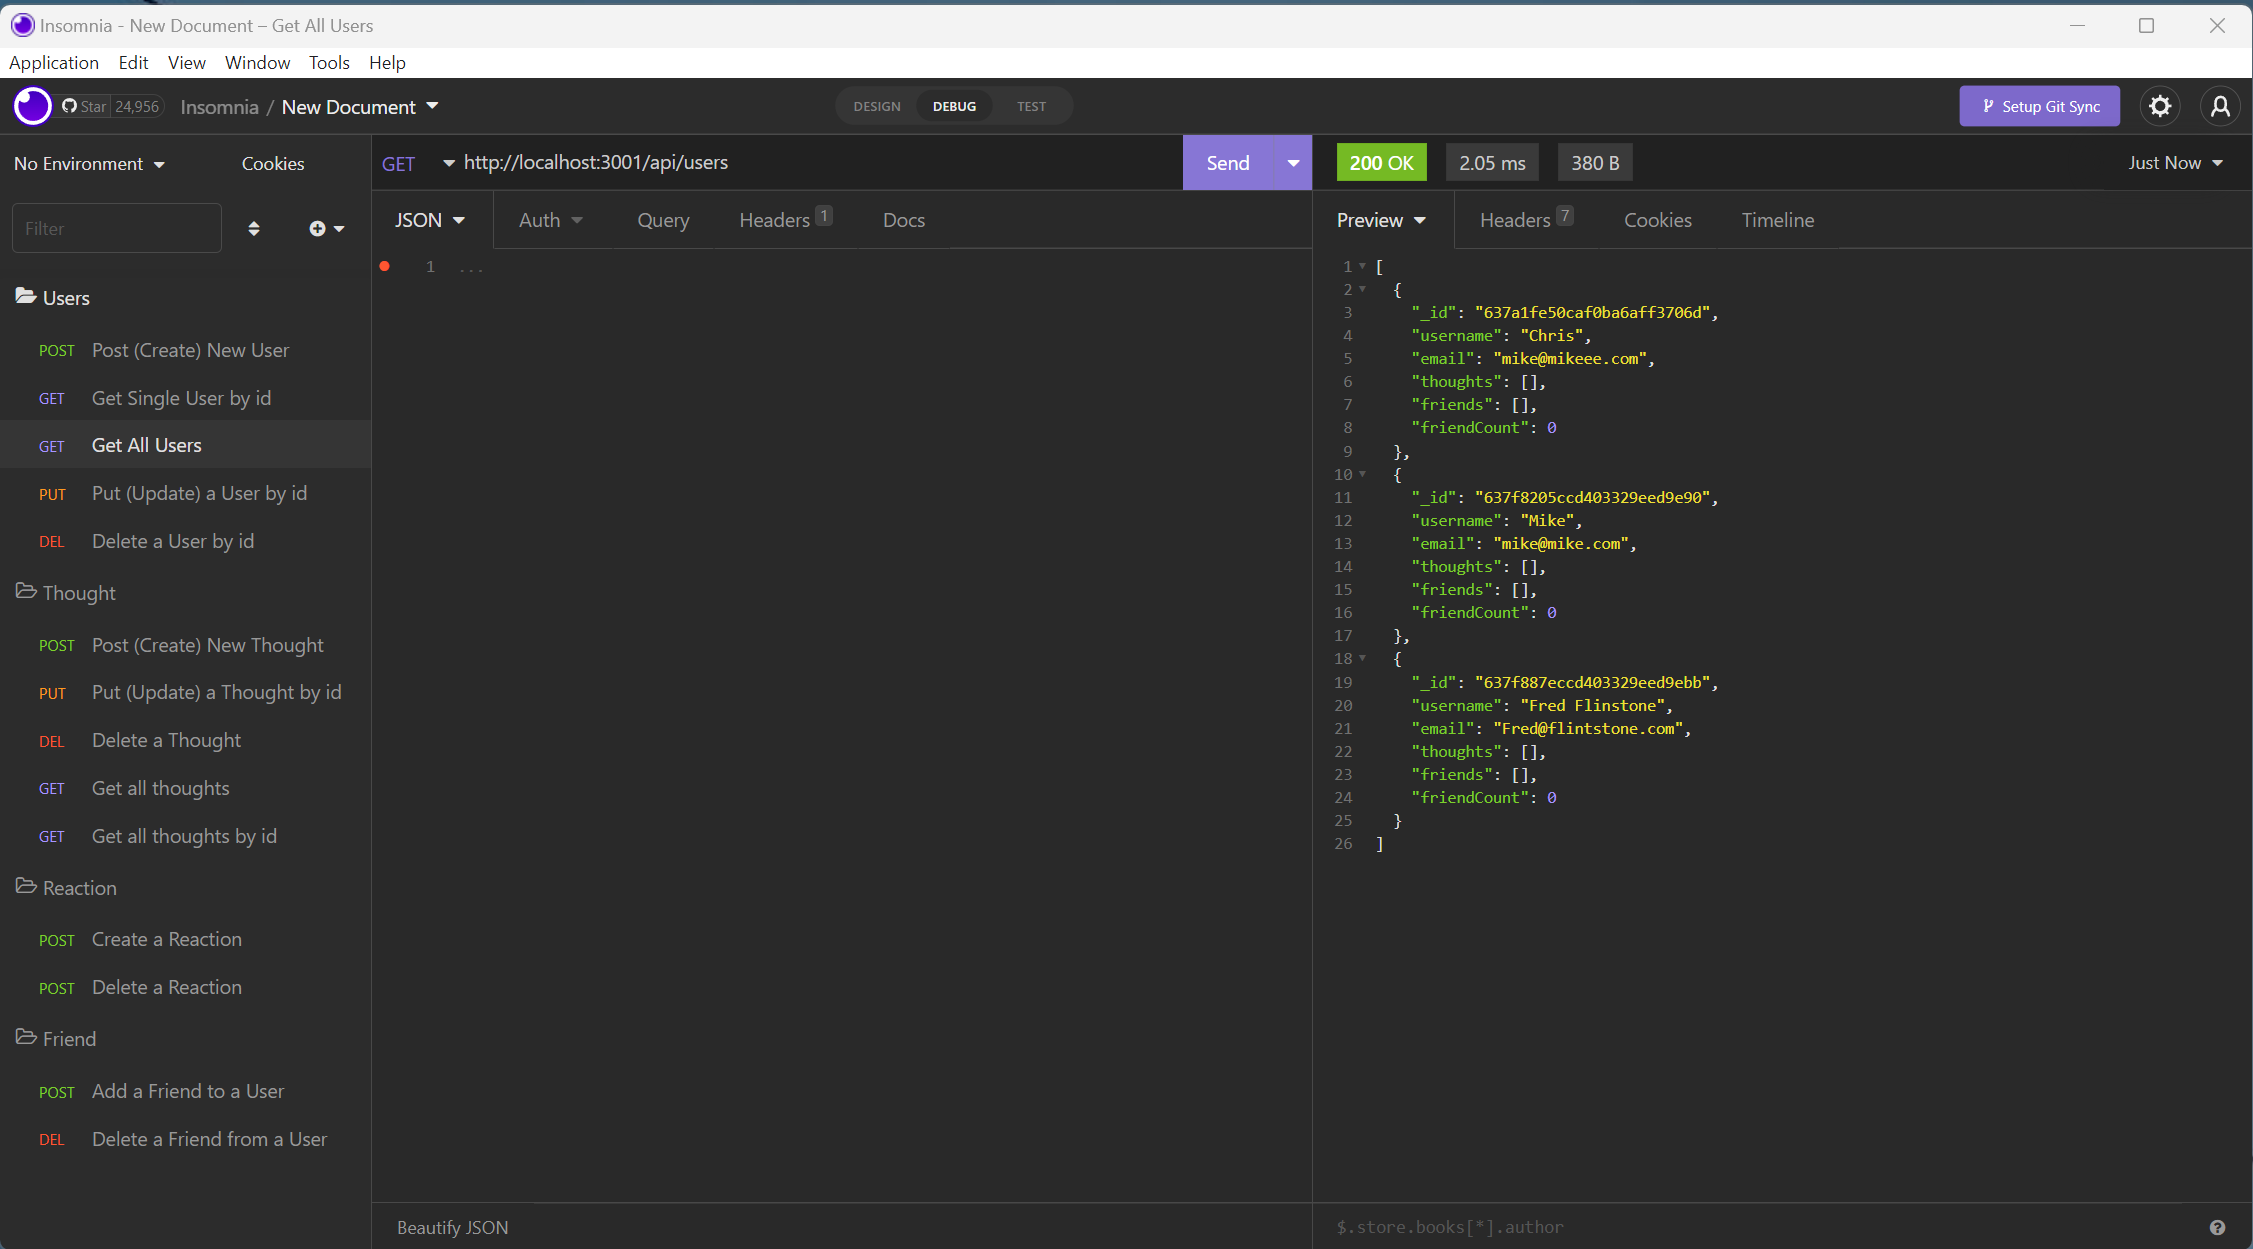 Insomnia - New Document – Get All Users
Application Edit View Window Tools Help
Star 24,956 Insomnia / New Document DESIGN DEBUG TEST Setup Git Sync
No Environment Cookies
Filter
Users
POST Post (Create) New User
GET Get Single User by id
GET Get All Users
PUT Put (Update) a User by id
DEL Delete a User by id
Thought
POST Post (Create) New Thought
PUT Put (Update) a Thought by id
DEL Delete a Thought
GET Get all thoughts
GET Get all thoughts by id
Reaction
POST Create a Reaction
POST Delete a Reaction
Friend
POST Add a Friend to a User
DEL Delete a Friend from a User
GET http://localhost:3001/api/users Send
JSON Auth Query Headers 1 Docs
1 ...
Beautify JSON
200 OK 2.05 ms 380 B Just Now
Preview Headers 7 Cookies Timeline
1 [
2 {
3 "_id": "637a1fe50caf0ba6aff3706d",
4 "username": "Chris",
5 "email": "mike@mikeee.com",
6 "thoughts": [],
7 "friends": [],
8 "friendCount": 0
9 },
10 {
11 "_id": "637f8205ccd403329eed9e90",
12 "username": "Mike",
13 "email": "mike@mike.com",
14 "thoughts": [],
15 "friends": [],
16 "friendCount": 0
17 },
18 {
19 "_id": "637f887eccd403329eed9ebb",
20 "username": "Fred Flinstone",
21 "email": "Fred@flintstone.com",
22 "thoughts": [],
23 "friends": [],
24 "friendCount": 0
25 }
26 ]
$.store.books[*].author